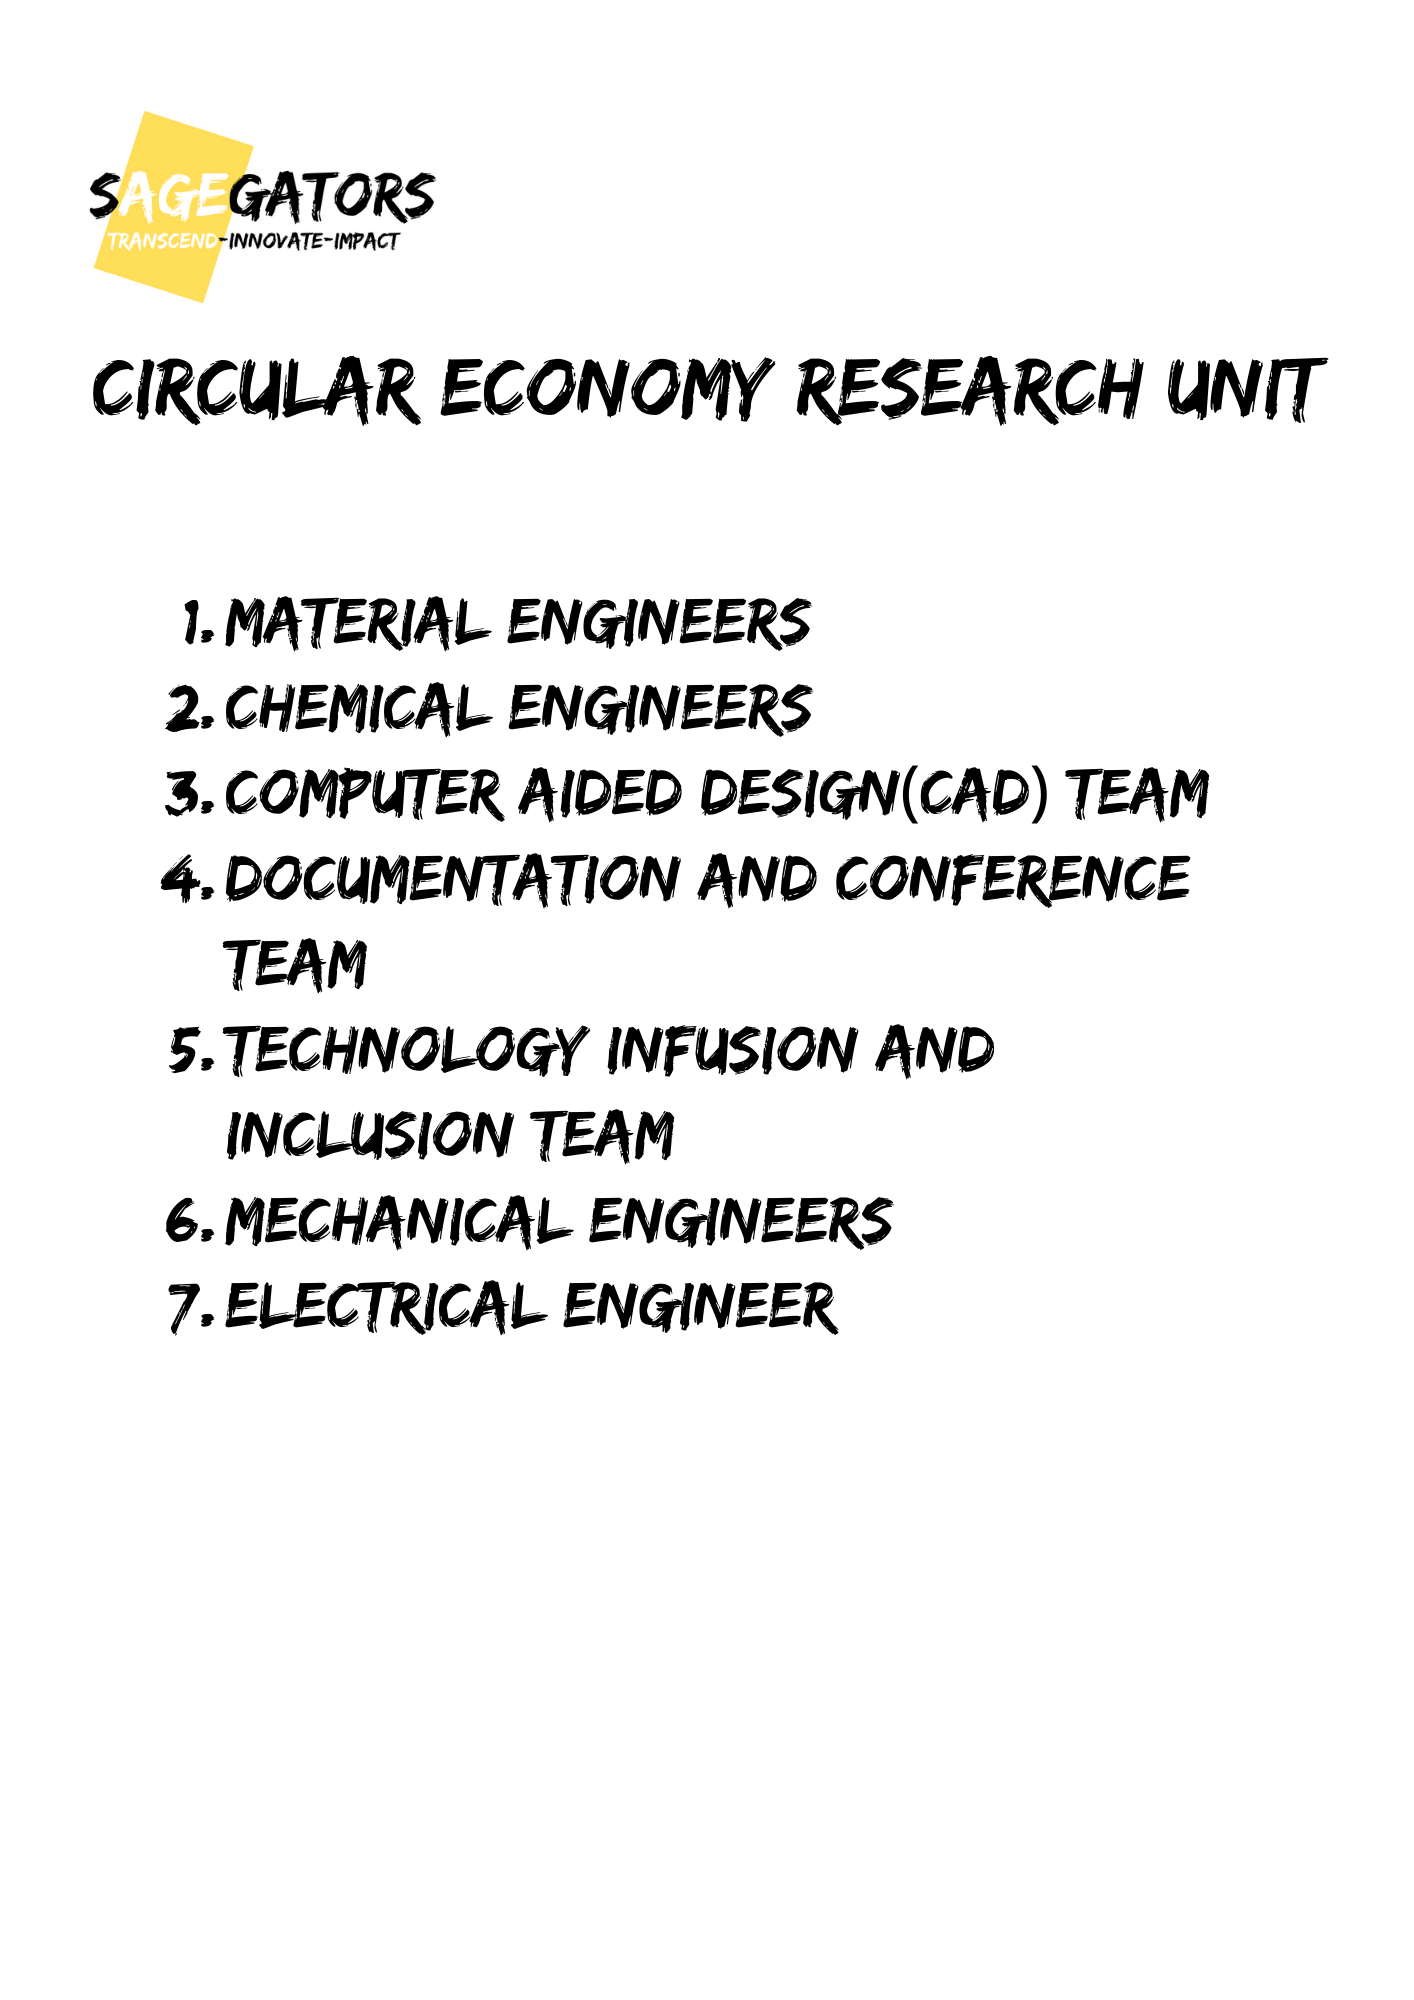 SAGEGATORS
TRANSCEND-INNOVATE-IMPACT
CIRCULAR ECONOMY RESEARCH UNIT
1. MATERIAL ENGINEERS
2. CHEMICAL ENGINEERS
3. COMPUTER AIDED DESIGN(CAD) TEAM
4. DOCUMENTATION AND CONFERENCE
TEAM
5. TECHNOLOGY INFUSION AND
INCLUSION TEAM
6. MECHANICAL ENGINEERS
7. ELECTRICAL ENGINEER